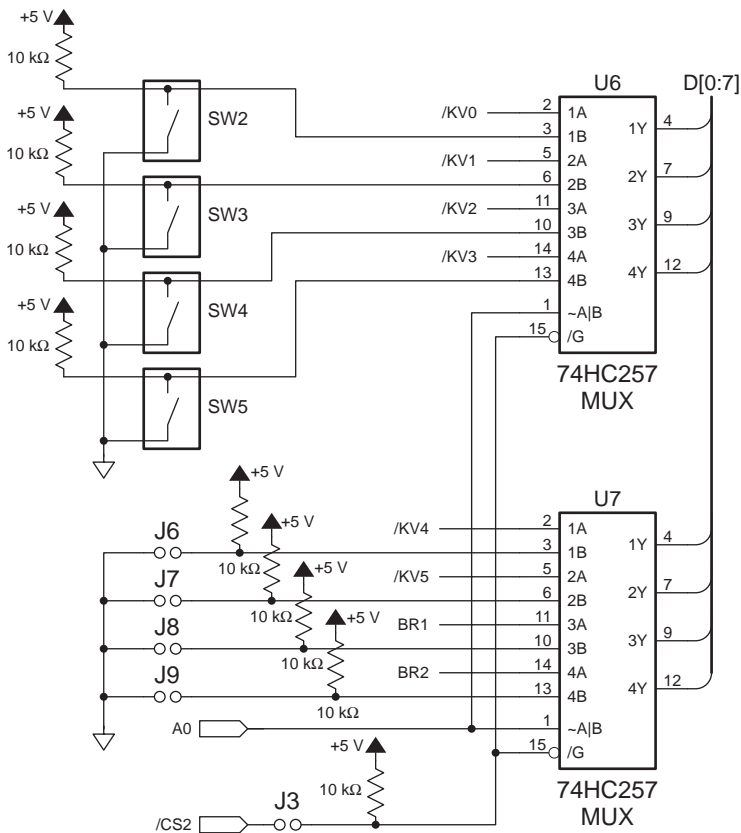 +5 V
10 kΩ
SW2
+5 V
10 kΩ
SW3
+5 V
10 kΩ
SW4
+5 V
10 kΩ
SW5
U6
D[0:7]
/KV0
2
1A
3
1B
1Y
4
/KV1
5
2A
6
2B
2Y
7
/KV2
11
3A
10
3B
3Y
9
/KV3
14
4A
13
4B
4Y
12
1
~A|B
15
/G
74HC257
MUX
+5 V
10 kΩ
+5 V
10 kΩ
+5 V
10 kΩ
+5 V
10 kΩ
J6
J7
J8
J9
U7
/KV4
2
1A
3
1B
1Y
4
/KV5
5
2A
6
2B
2Y
7
BR1
11
3A
10
3B
3Y
9
BR2
14
4A
13
4B
4Y
12
A0
1
~A|B
15
/G
74HC257
MUX
+5 V
10 kΩ
/CS2
J3